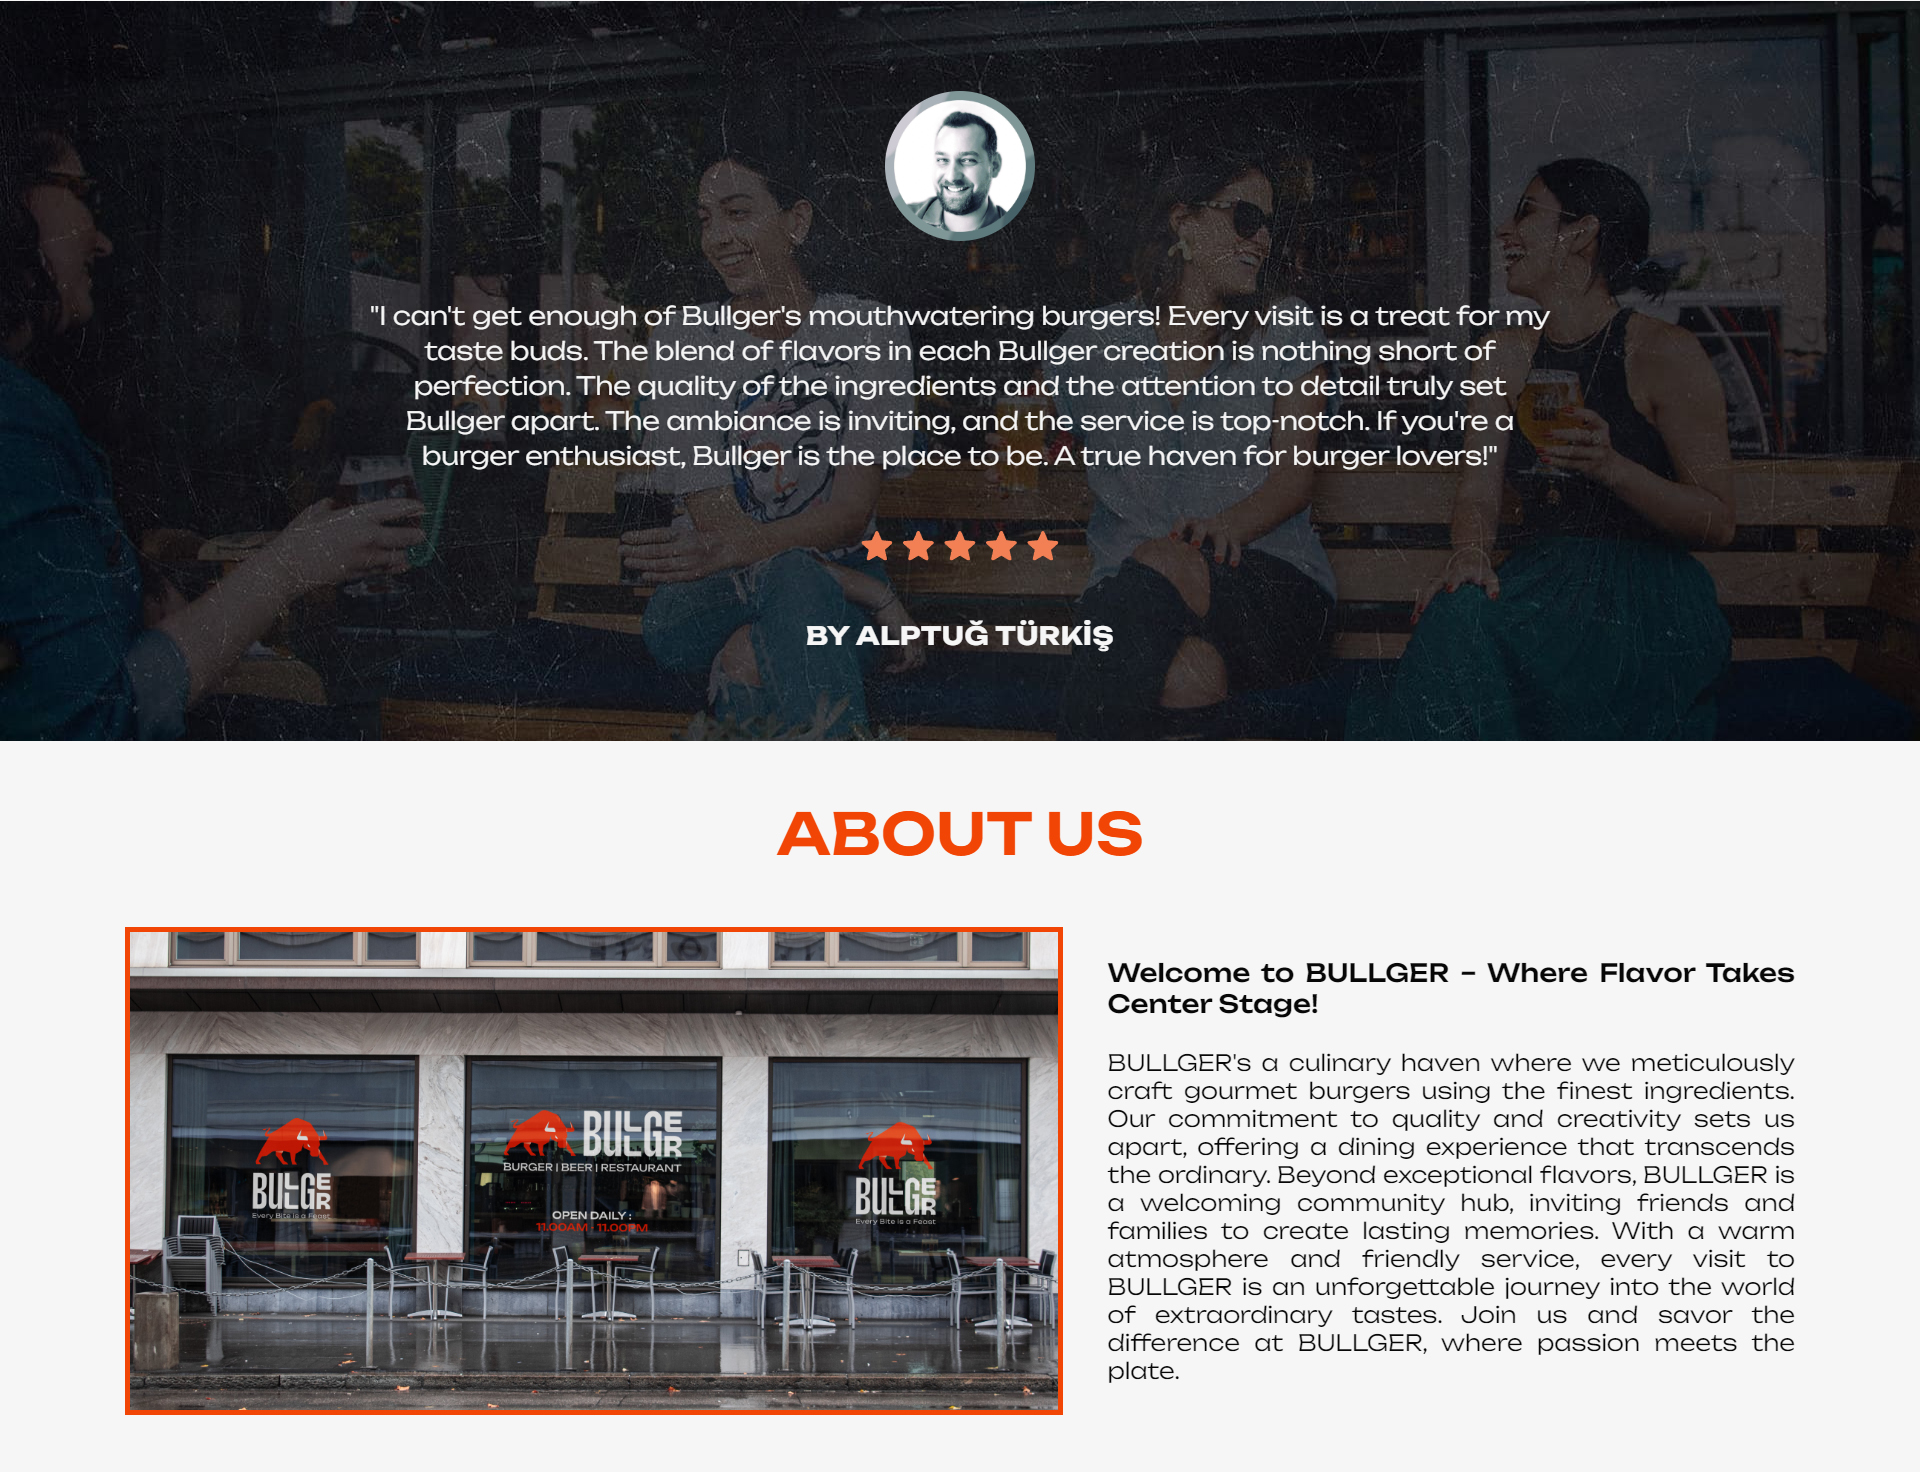 "I can't get enough of Bullger's mouthwatering burgers! Every visit is a treat for my
taste buds. The blend of flavors in each Bullger creation is nothing short of
perfection. The quality of the ingredients and the attention to detail truly set
Bullger apart. The ambiance is inviting, and the service is top-notch. If you're a
burger enthusiast, Bullger is the place to be. A true haven for burger lovers!"
BY ALPTUĞ TÜRKİŞ
ABOUT US
BULLGER
Every Bite is a Feast
BULLGER
BURGER | BEER | RESTAURANT
OPEN DAILY :
11.00AM - 11.00PM
BULLGER
Every Bite is a Feast
Welcome to BULLGER – Where Flavor Takes
Center Stage!
BULLGER's a culinary haven where we meticulously
craft gourmet burgers using the finest ingredients.
Our commitment to quality and creativity sets us
apart, offering a dining experience that transcends
the ordinary. Beyond exceptional flavors, BULLGER is
a welcoming community hub, inviting friends and
families to create lasting memories. With a warm
atmosphere and friendly service, every visit to
BULLGER is an unforgettable journey into the world
of extraordinary tastes. Join us and savor the
difference at BULLGER, where passion meets the
plate.